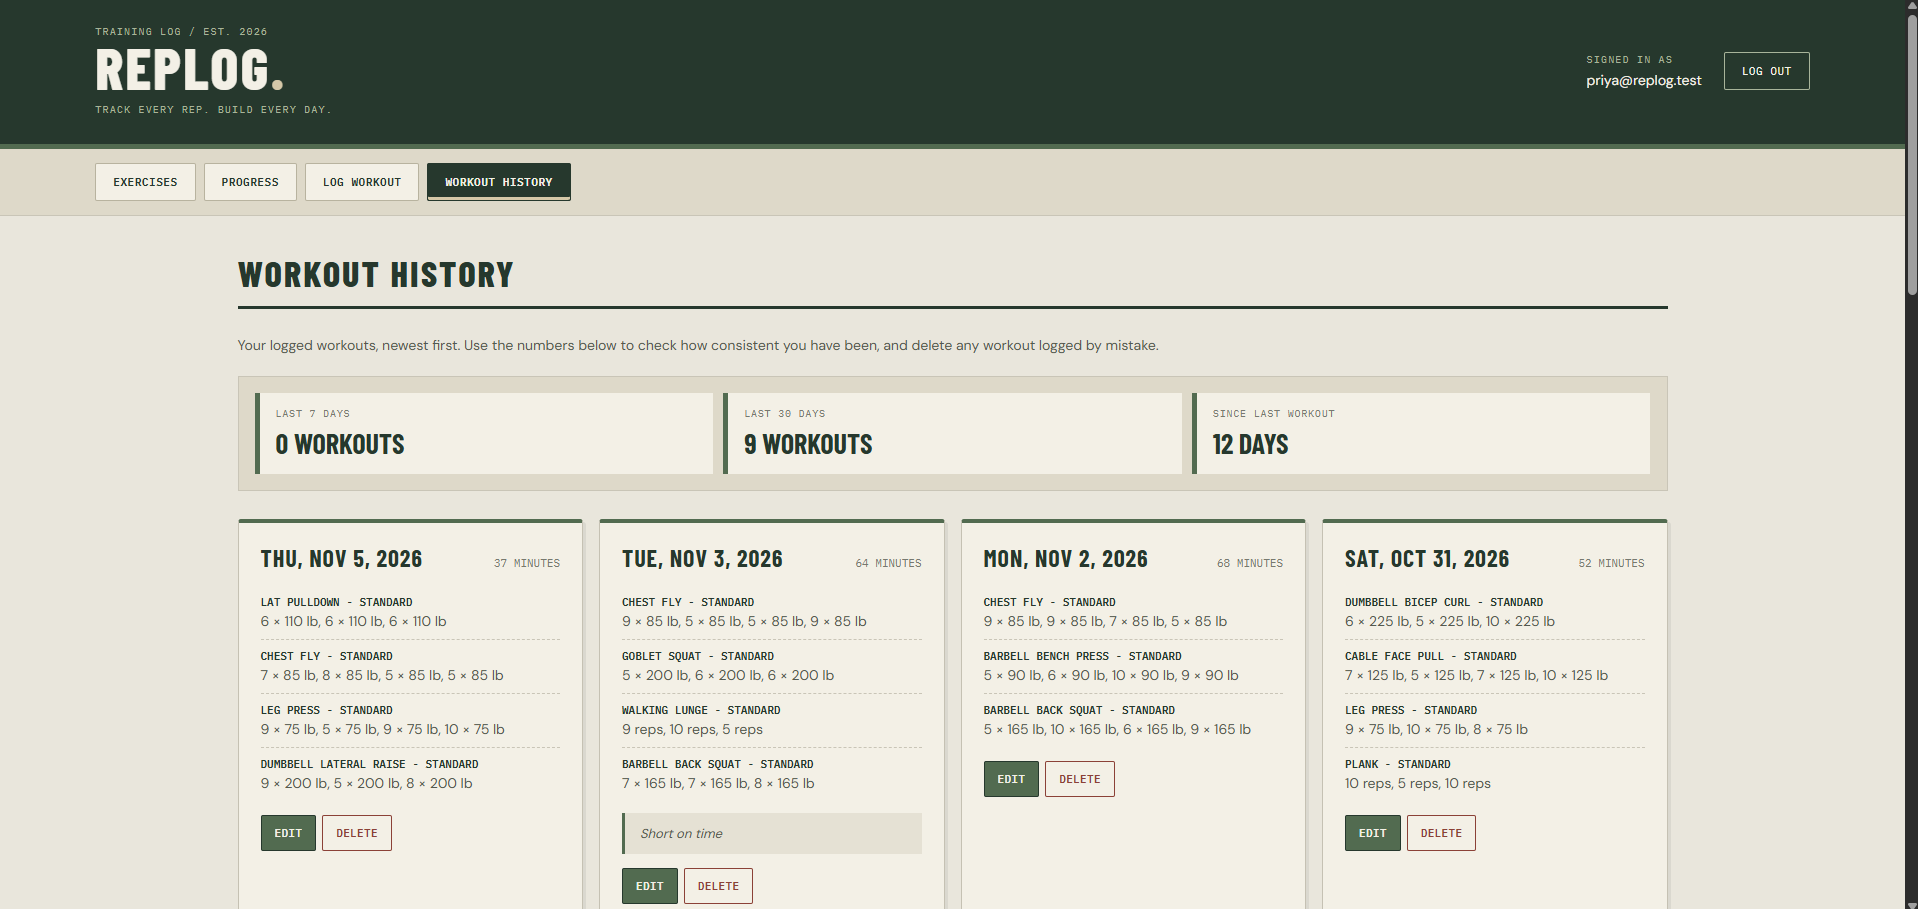 TRAINING LOG / EST. 2026
REPLOG.
TRACK EVERY REP. BUILD EVERY DAY.
SIGNED IN AS
priya@replog.test
LOG OUT
EXERCISES
PROGRESS
LOG WORKOUT
WORKOUT HISTORY
WORKOUT HISTORY
Your logged workouts, newest first. Use the numbers below to check how consistent you have been, and delete any workout logged by mistake.
LAST 7 DAYS
0 WORKOUTS
LAST 30 DAYS
9 WORKOUTS
SINCE LAST WORKOUT
12 DAYS
THU, NOV 5, 2026
37 MINUTES
LAT PULLDOWN - STANDARD
6 × 110 lb, 6 × 110 lb, 6 × 110 lb
CHEST FLY - STANDARD
7 × 85 lb, 8 × 85 lb, 5 × 85 lb, 5 × 85 lb
LEG PRESS - STANDARD
9 × 75 lb, 5 × 75 lb, 9 × 75 lb, 10 × 75 lb
DUMBBELL LATERAL RAISE - STANDARD
9 × 200 lb, 5 × 200 lb, 8 × 200 lb
EDIT
DELETE
TUE, NOV 3, 2026
64 MINUTES
CHEST FLY - STANDARD
9 × 85 lb, 5 × 85 lb, 5 × 85 lb, 9 × 85 lb
GOBLET SQUAT - STANDARD
5 × 200 lb, 6 × 200 lb, 6 × 200 lb
WALKING LUNGE - STANDARD
9 reps, 10 reps, 5 reps
BARBELL BACK SQUAT - STANDARD
7 × 165 lb, 7 × 165 lb, 8 × 165 lb
Short on time
EDIT
DELETE
MON, NOV 2, 2026
68 MINUTES
CHEST FLY - STANDARD
9 × 85 lb, 9 × 85 lb, 7 × 85 lb, 5 × 85 lb
BARBELL BENCH PRESS - STANDARD
5 × 90 lb, 6 × 90 lb, 10 × 90 lb, 9 × 90 lb
BARBELL BACK SQUAT - STANDARD
5 × 165 lb, 10 × 165 lb, 6 × 165 lb, 9 × 165 lb
EDIT
DELETE
SAT, OCT 31, 2026
52 MINUTES
DUMBBELL BICEP CURL - STANDARD
6 × 225 lb, 5 × 225 lb, 10 × 225 lb
CABLE FACE PULL - STANDARD
7 × 125 lb, 5 × 125 lb, 7 × 125 lb, 10 × 125 lb
LEG PRESS - STANDARD
9 × 75 lb, 10 × 75 lb, 8 × 75 lb
PLANK - STANDARD
10 reps, 5 reps, 10 reps
EDIT
DELETE